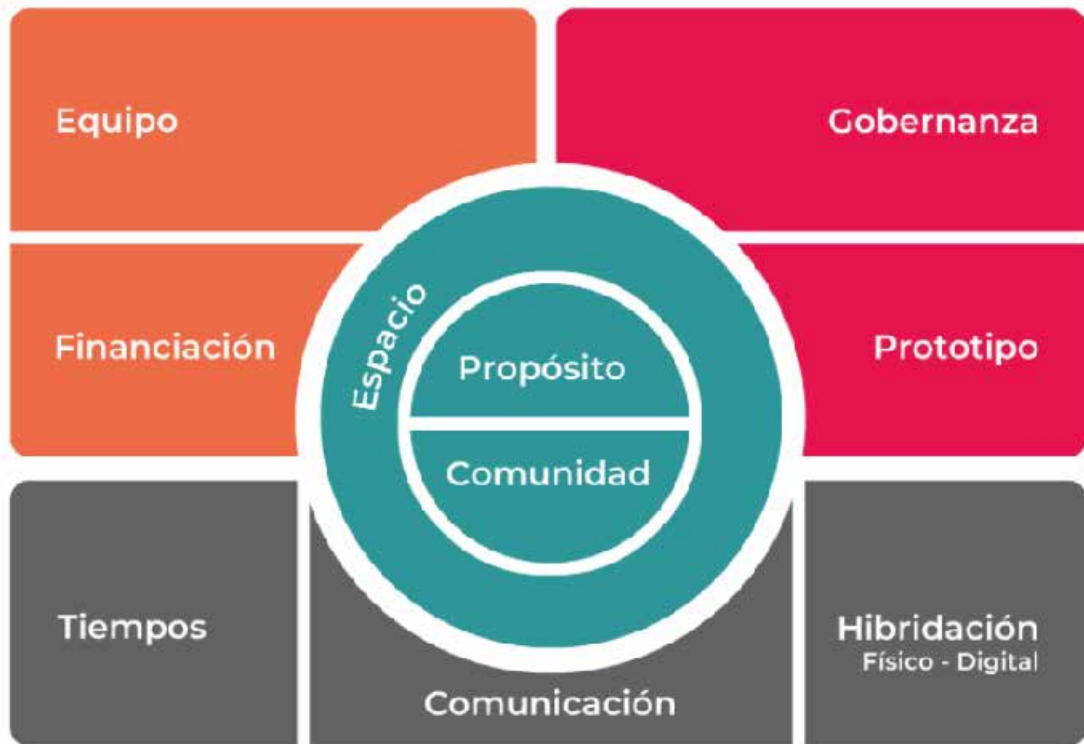 Equipo
Gobernanza
Financiación
Espacio
Propósito
Prototipo
Comunidad
Tiempos
Comunicación
Hibridación
Físico - Digital